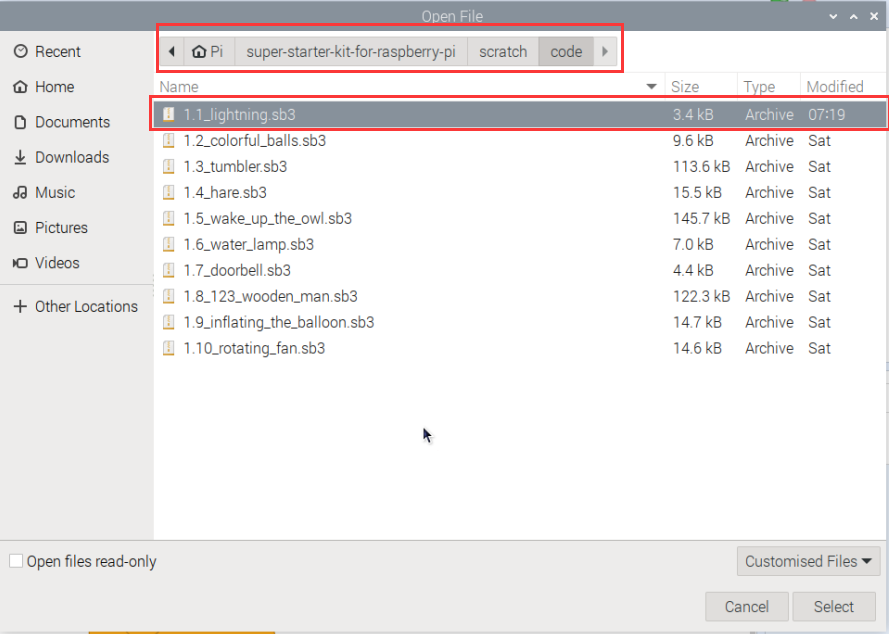 Open File
Recent
Home
Documents
Downloads
Music
Pictures
Videos
Other Locations
Pi super-starter-kit-for-raspberry-pi scratch code
Name Size Type Modified
1.1_lightning.sb3 3.4 kB Archive 07:19
1.2_colorful_balls.sb3 9.6 kB Archive Sat
1.3_tumbler.sb3 113.6 kB Archive Sat
1.4_hare.sb3 15.5 kB Archive Sat
1.5_wake_up_the_owl.sb3 145.7 kB Archive Sat
1.6_water_lamp.sb3 7.0 kB Archive Sat
1.7_doorbell.sb3 4.4 kB Archive Sat
1.8_123_wooden_man.sb3 122.3 kB Archive Sat
1.9_inflating_the_balloon.sb3 14.7 kB Archive Sat
1.10_rotating_fan.sb3 14.6 kB Archive Sat
Open files read-only
Customised Files
Cancel Select